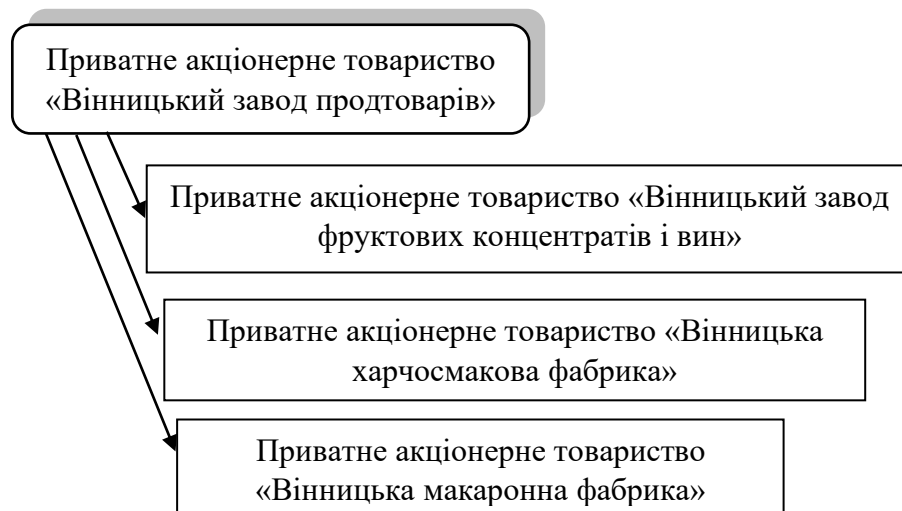 Приватне акціонерне товариство
«Вінницький завод продтоварів»
Приватне акціонерне товариство «Вінницький завод
фруктових концентратів і вин»
Приватне акціонерне товариство «Вінницька
харчосмакова фабрика»
Приватне акціонерне товариство
«Вінницька макаронна фабрика»